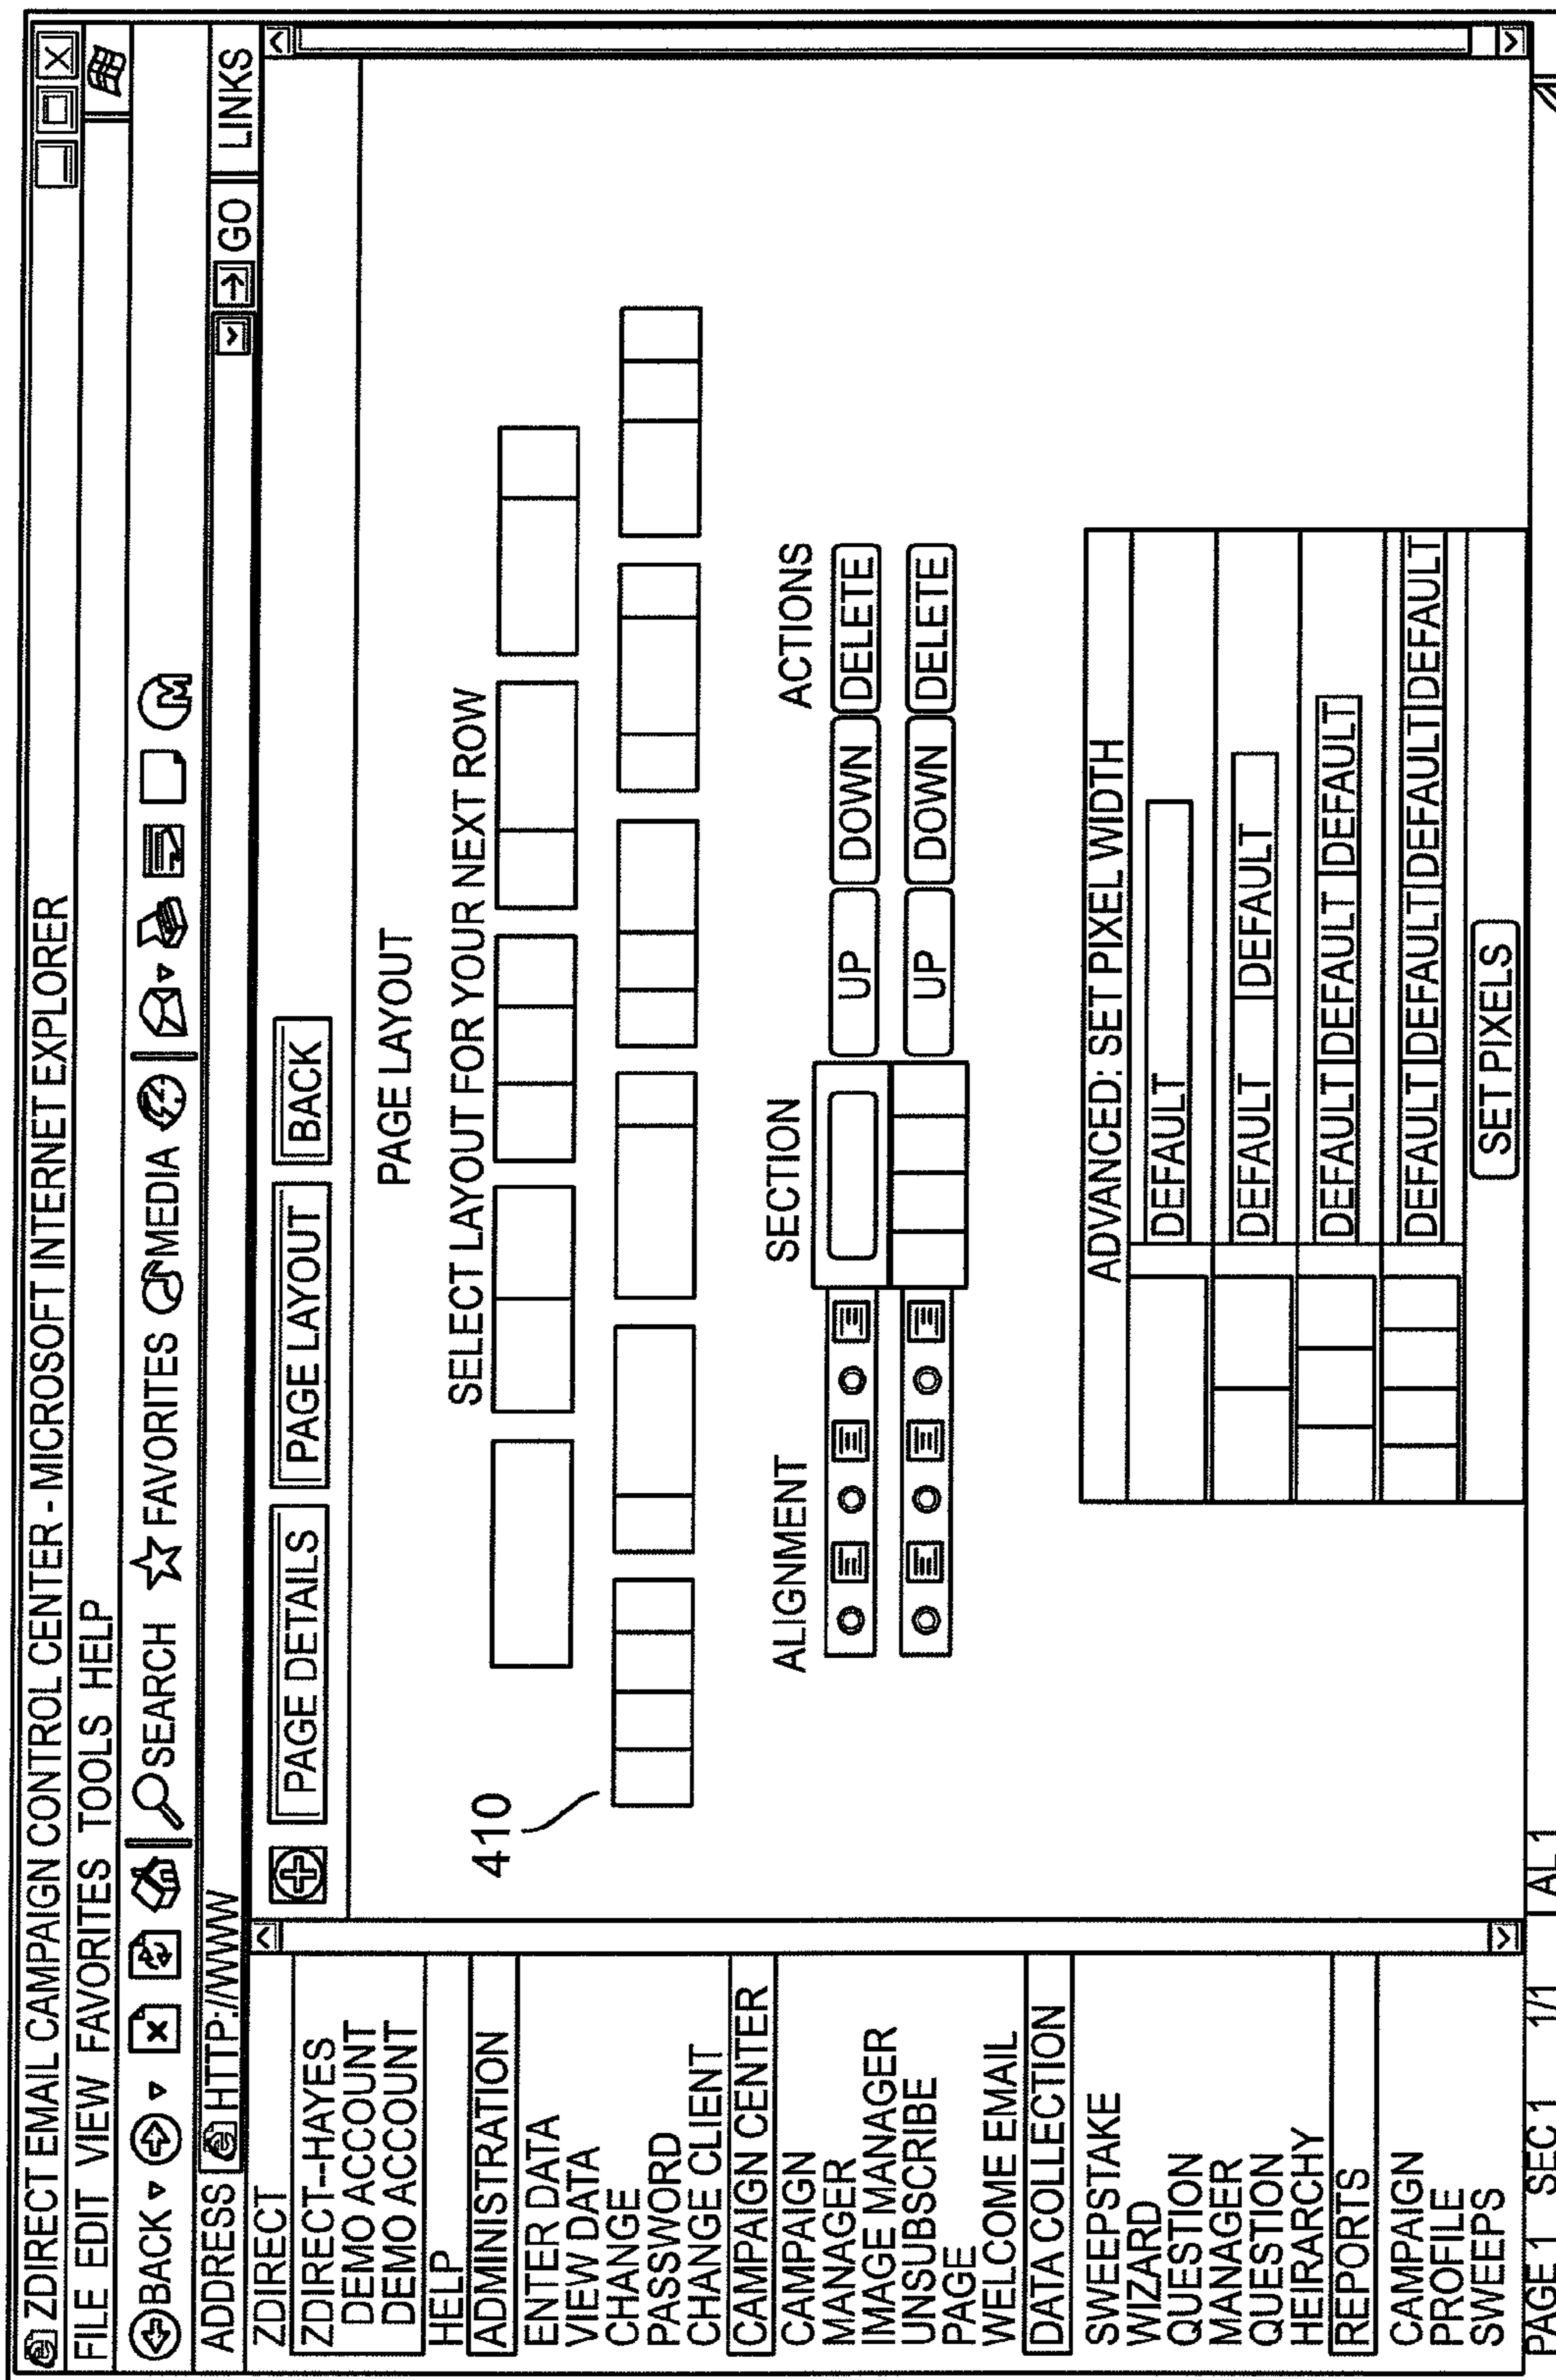 ZDIRECT EMAIL CAMPAIGN CONTROL CENTER - MICROSOFT INTERNET EXPLORER
FILE EDIT VIEW FAVORITES TOOLS HELP
BACK SEARCH FAVORITES MEDIA
ADDRESS HTTP://WWW GO LINKS
ZDIRECT
ZDIRECT--HAYES
DEMO ACCOUNT
DEMO ACCOUNT
HELP
ADMINISTRATION
ENTER DATA
VIEW DATA
CHANGE
PASSWORD
CHANGE CLIENT
CAMPAIGN CENTER
CAMPAIGN
MANAGER
IMAGE MANAGER
UNSUBSCRIBE
PAGE
WELCOME EMAIL
DATA COLLECTION
SWEEPSTAKE
WIZARD
QUESTION
MANAGER
QUESTION
HEIRARCHY
REPORTS
CAMPAIGN
PROFILE
SWEEPS
PAGE DETAILS PAGE LAYOUT BACK
PAGE LAYOUT
SELECT LAYOUT FOR YOUR NEXT ROW
410
ALIGNMENT SECTION ACTIONS
UP DOWN DELETE
UP DOWN DELETE
ADVANCED: SET PIXEL WIDTH
DEFAULT
DEFAULT DEFAULT
DEFAULT DEFAULT DEFAULT
DEFAULT DEFAULT DEFAULT DEFAULT
SET PIXELS
PAGE 1 SEC 1 1/1 AL 1